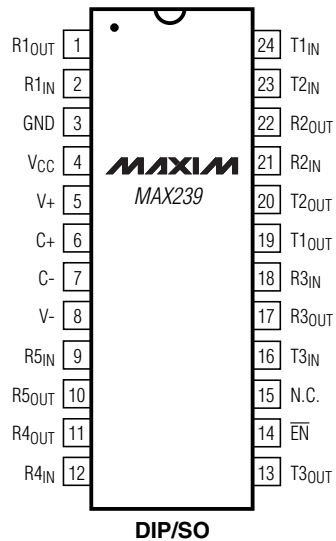 R1OUT 1 24 T1IN
R1IN 2 23 T2IN
GND 3 22 R2OUT
VCC 4 MAXIM 21 R2IN
V+ 5 MAX239 20 T2OUT
C+ 6 19 T1OUT
C- 7 18 R3IN
V- 8 17 R3OUT
R5IN 9 16 T3IN
R5OUT 10 15 N.C.
R4OUT 11 14 EN
R4IN 12 13 T3OUT
DIP/SO